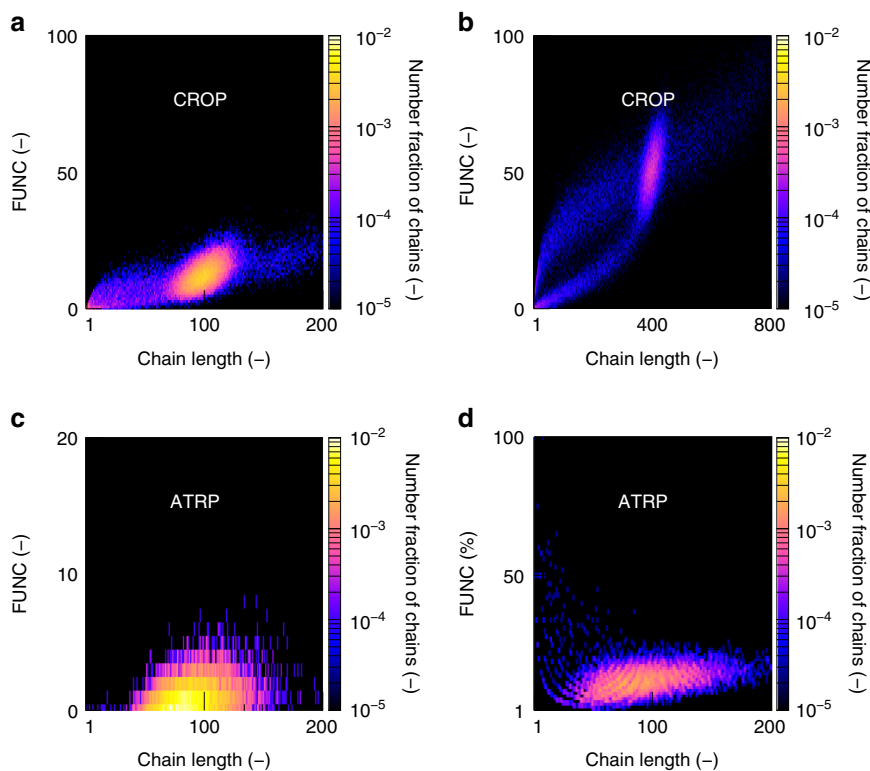 a
100
50
0
FUNC (–)
CROP
1
100
200
Chain length (–)
10⁻²
10⁻³
10⁻⁴
10⁻⁵
Number fraction of chains (–)
b
100
50
0
FUNC (–)
CROP
1
400
800
Chain length (–)
10⁻²
10⁻³
10⁻⁴
10⁻⁵
Number fraction of chains (–)
c
20
10
0
FUNC (–)
ATRP
1
100
200
Chain length (–)
10⁻²
10⁻³
10⁻⁴
10⁻⁵
Number fraction of chains (–)
d
100
50
1
FUNC (%)
ATRP
1
100
200
Chain length (–)
10⁻²
10⁻³
10⁻⁴
10⁻⁵
Number fraction of chains (–)